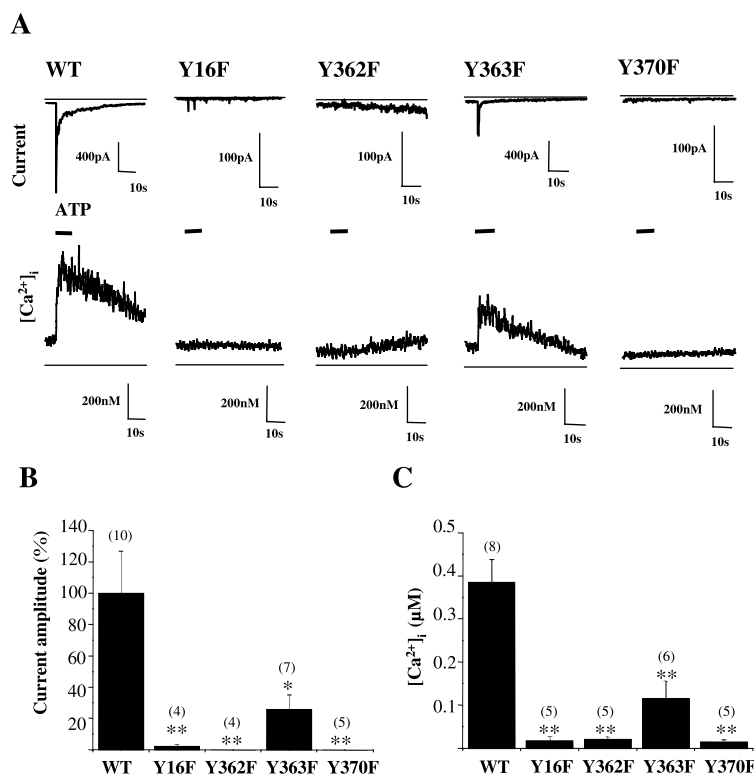 A
WT Y16F Y362F Y363F Y370F
Current
400pA 10s
100pA 10s
100pA 10s
400pA 10s
100pA 10s
ATP
[Ca²⁺]i
200nM 10s
200nM 10s
200nM 10s
200nM 10s
200nM 10s
B
Current amplitude (%)
140
120
100
80
60
40
20
0
(10)
(4)
**
(4)
**
(7)
*
(5)
**
WT Y16F Y362F Y363F Y370F
C
[Ca²⁺]i (µM)
0.5
0.4
0.3
0.2
0.1
(8)
(5)
**
(5)
**
(6)
**
(5)
**
WT Y16F Y362F Y363F Y370F